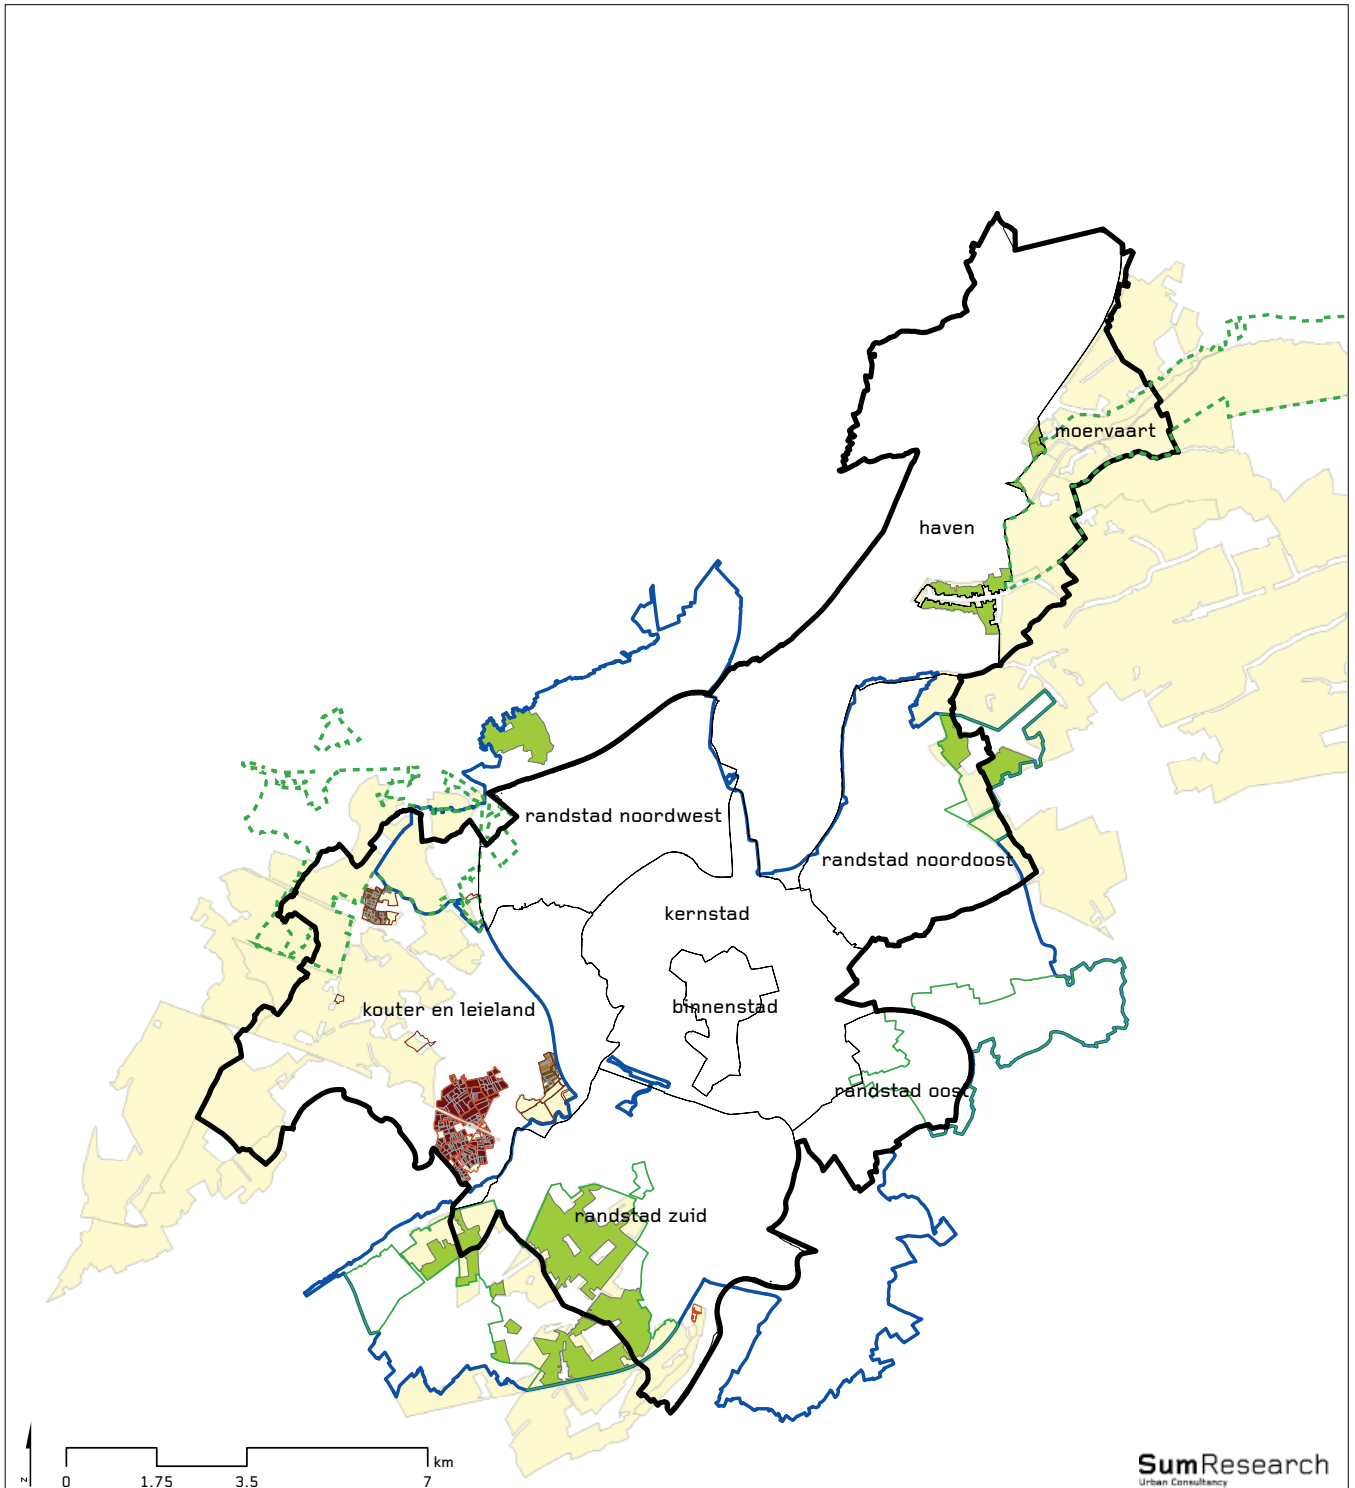 moervaart
haven
randstad noordwest
randstad noordoost
kernstad
binnenstad
kouter en leieland
randstad oost
randstad zuid
z
0 1.75 3.5 7 km
SumResearch
Urban Consultancy